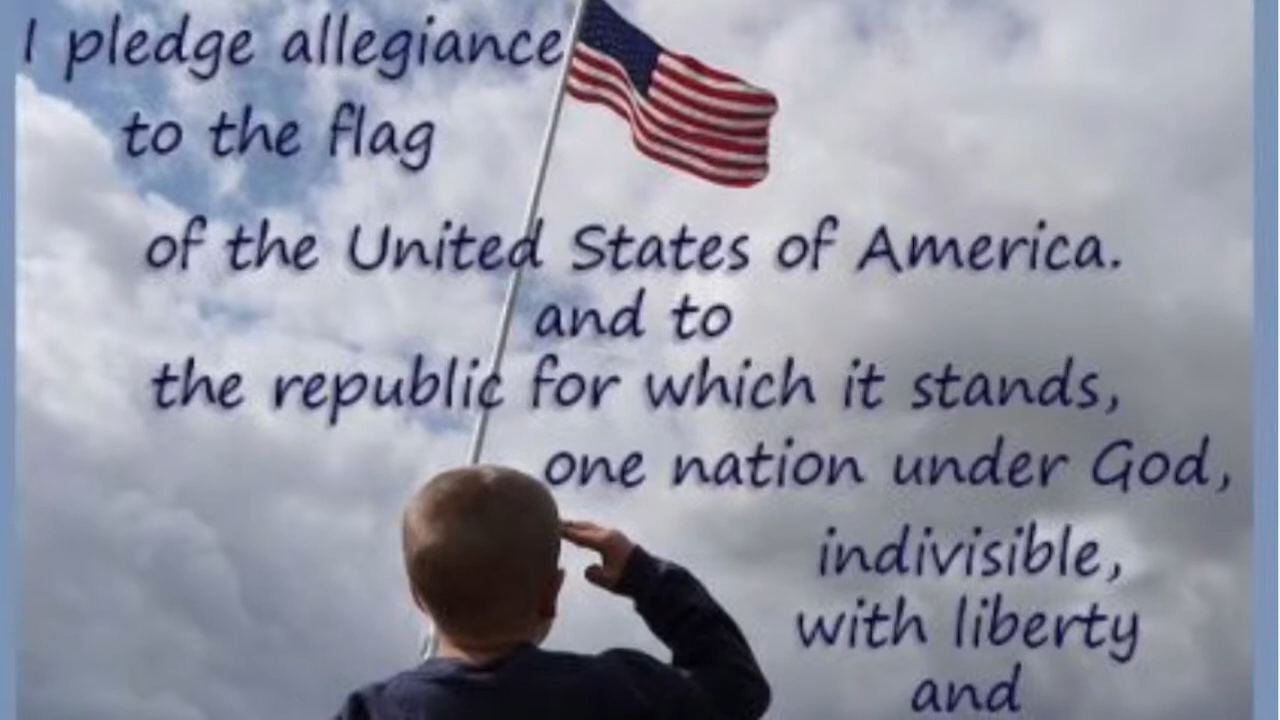 I pledge allegiance
to the flag
of the United States of America.
and to
the republic for which it stands,
one nation under God,
indivisible,
with liberty
and